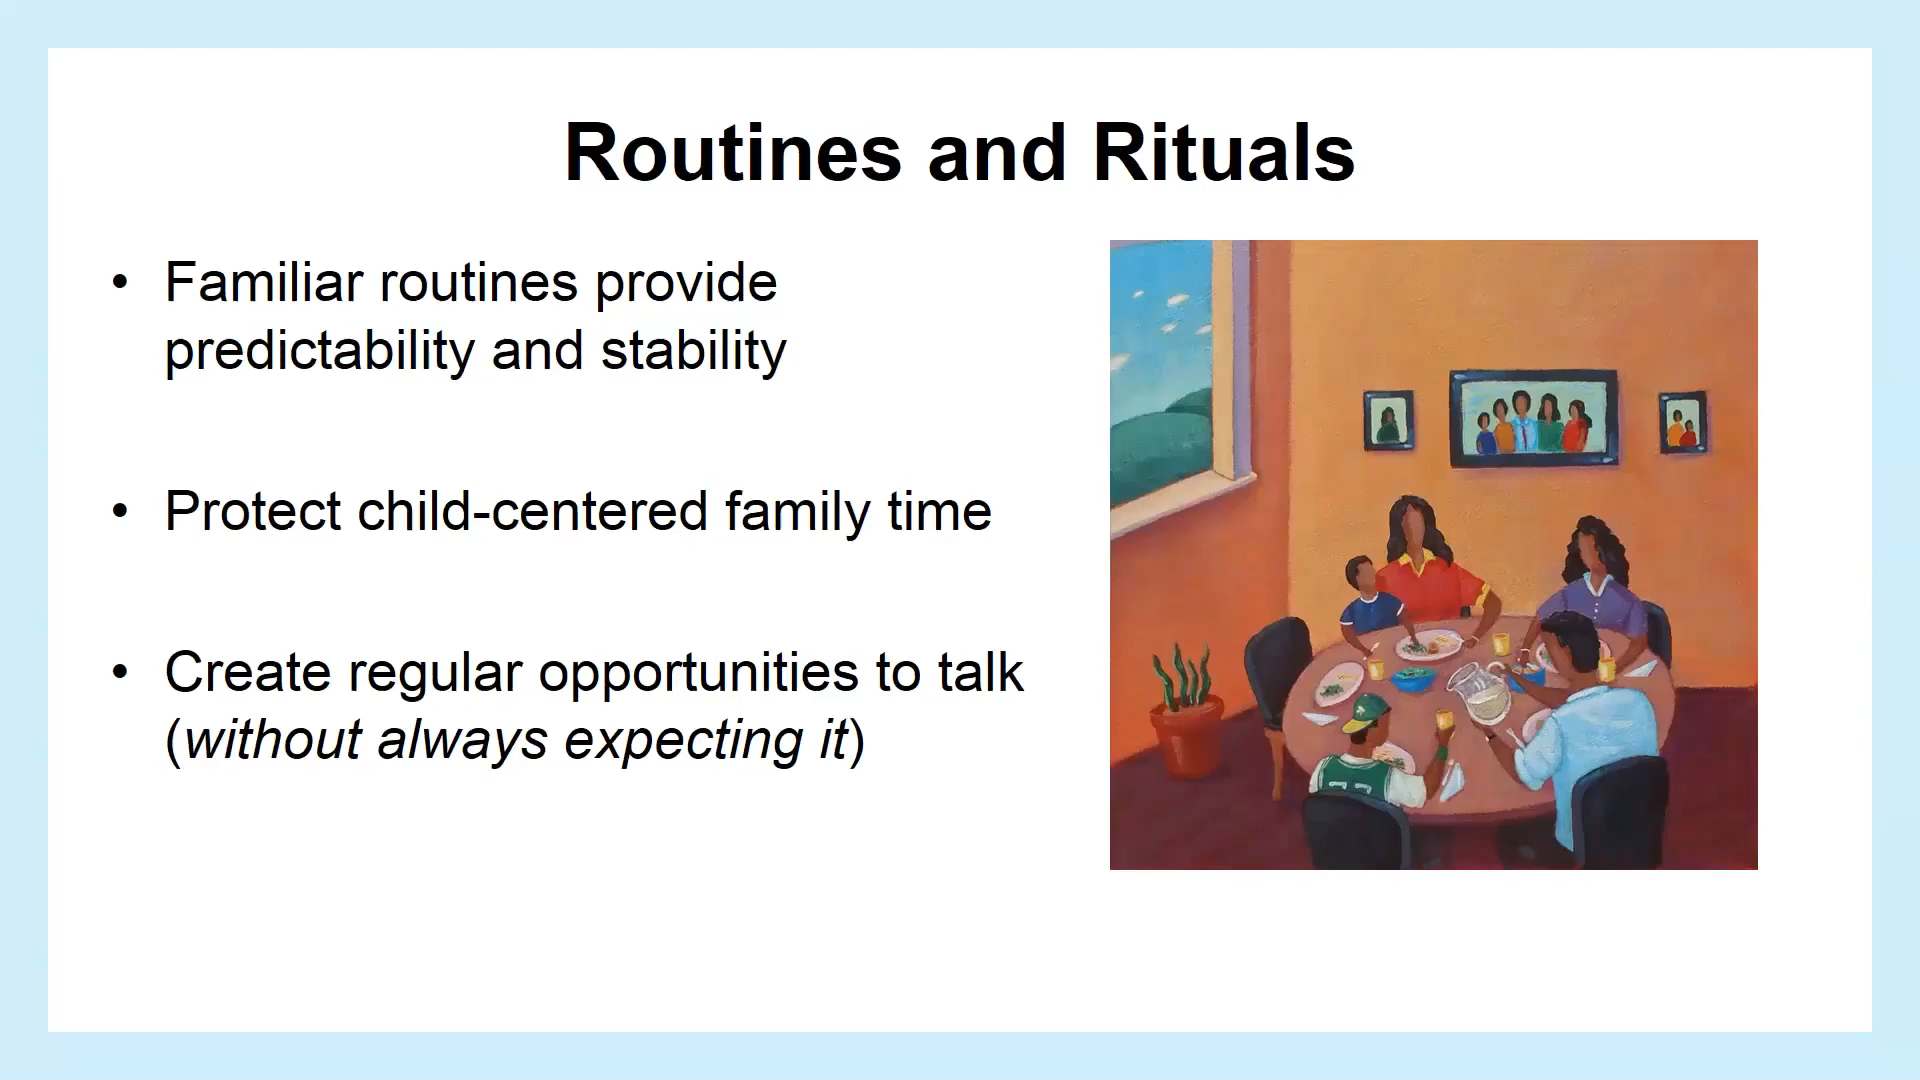 Routines and Rituals
• Familiar routines provide
predictability and stability
• Protect child-centered family time
• Create regular opportunities to talk
(without always expecting it)